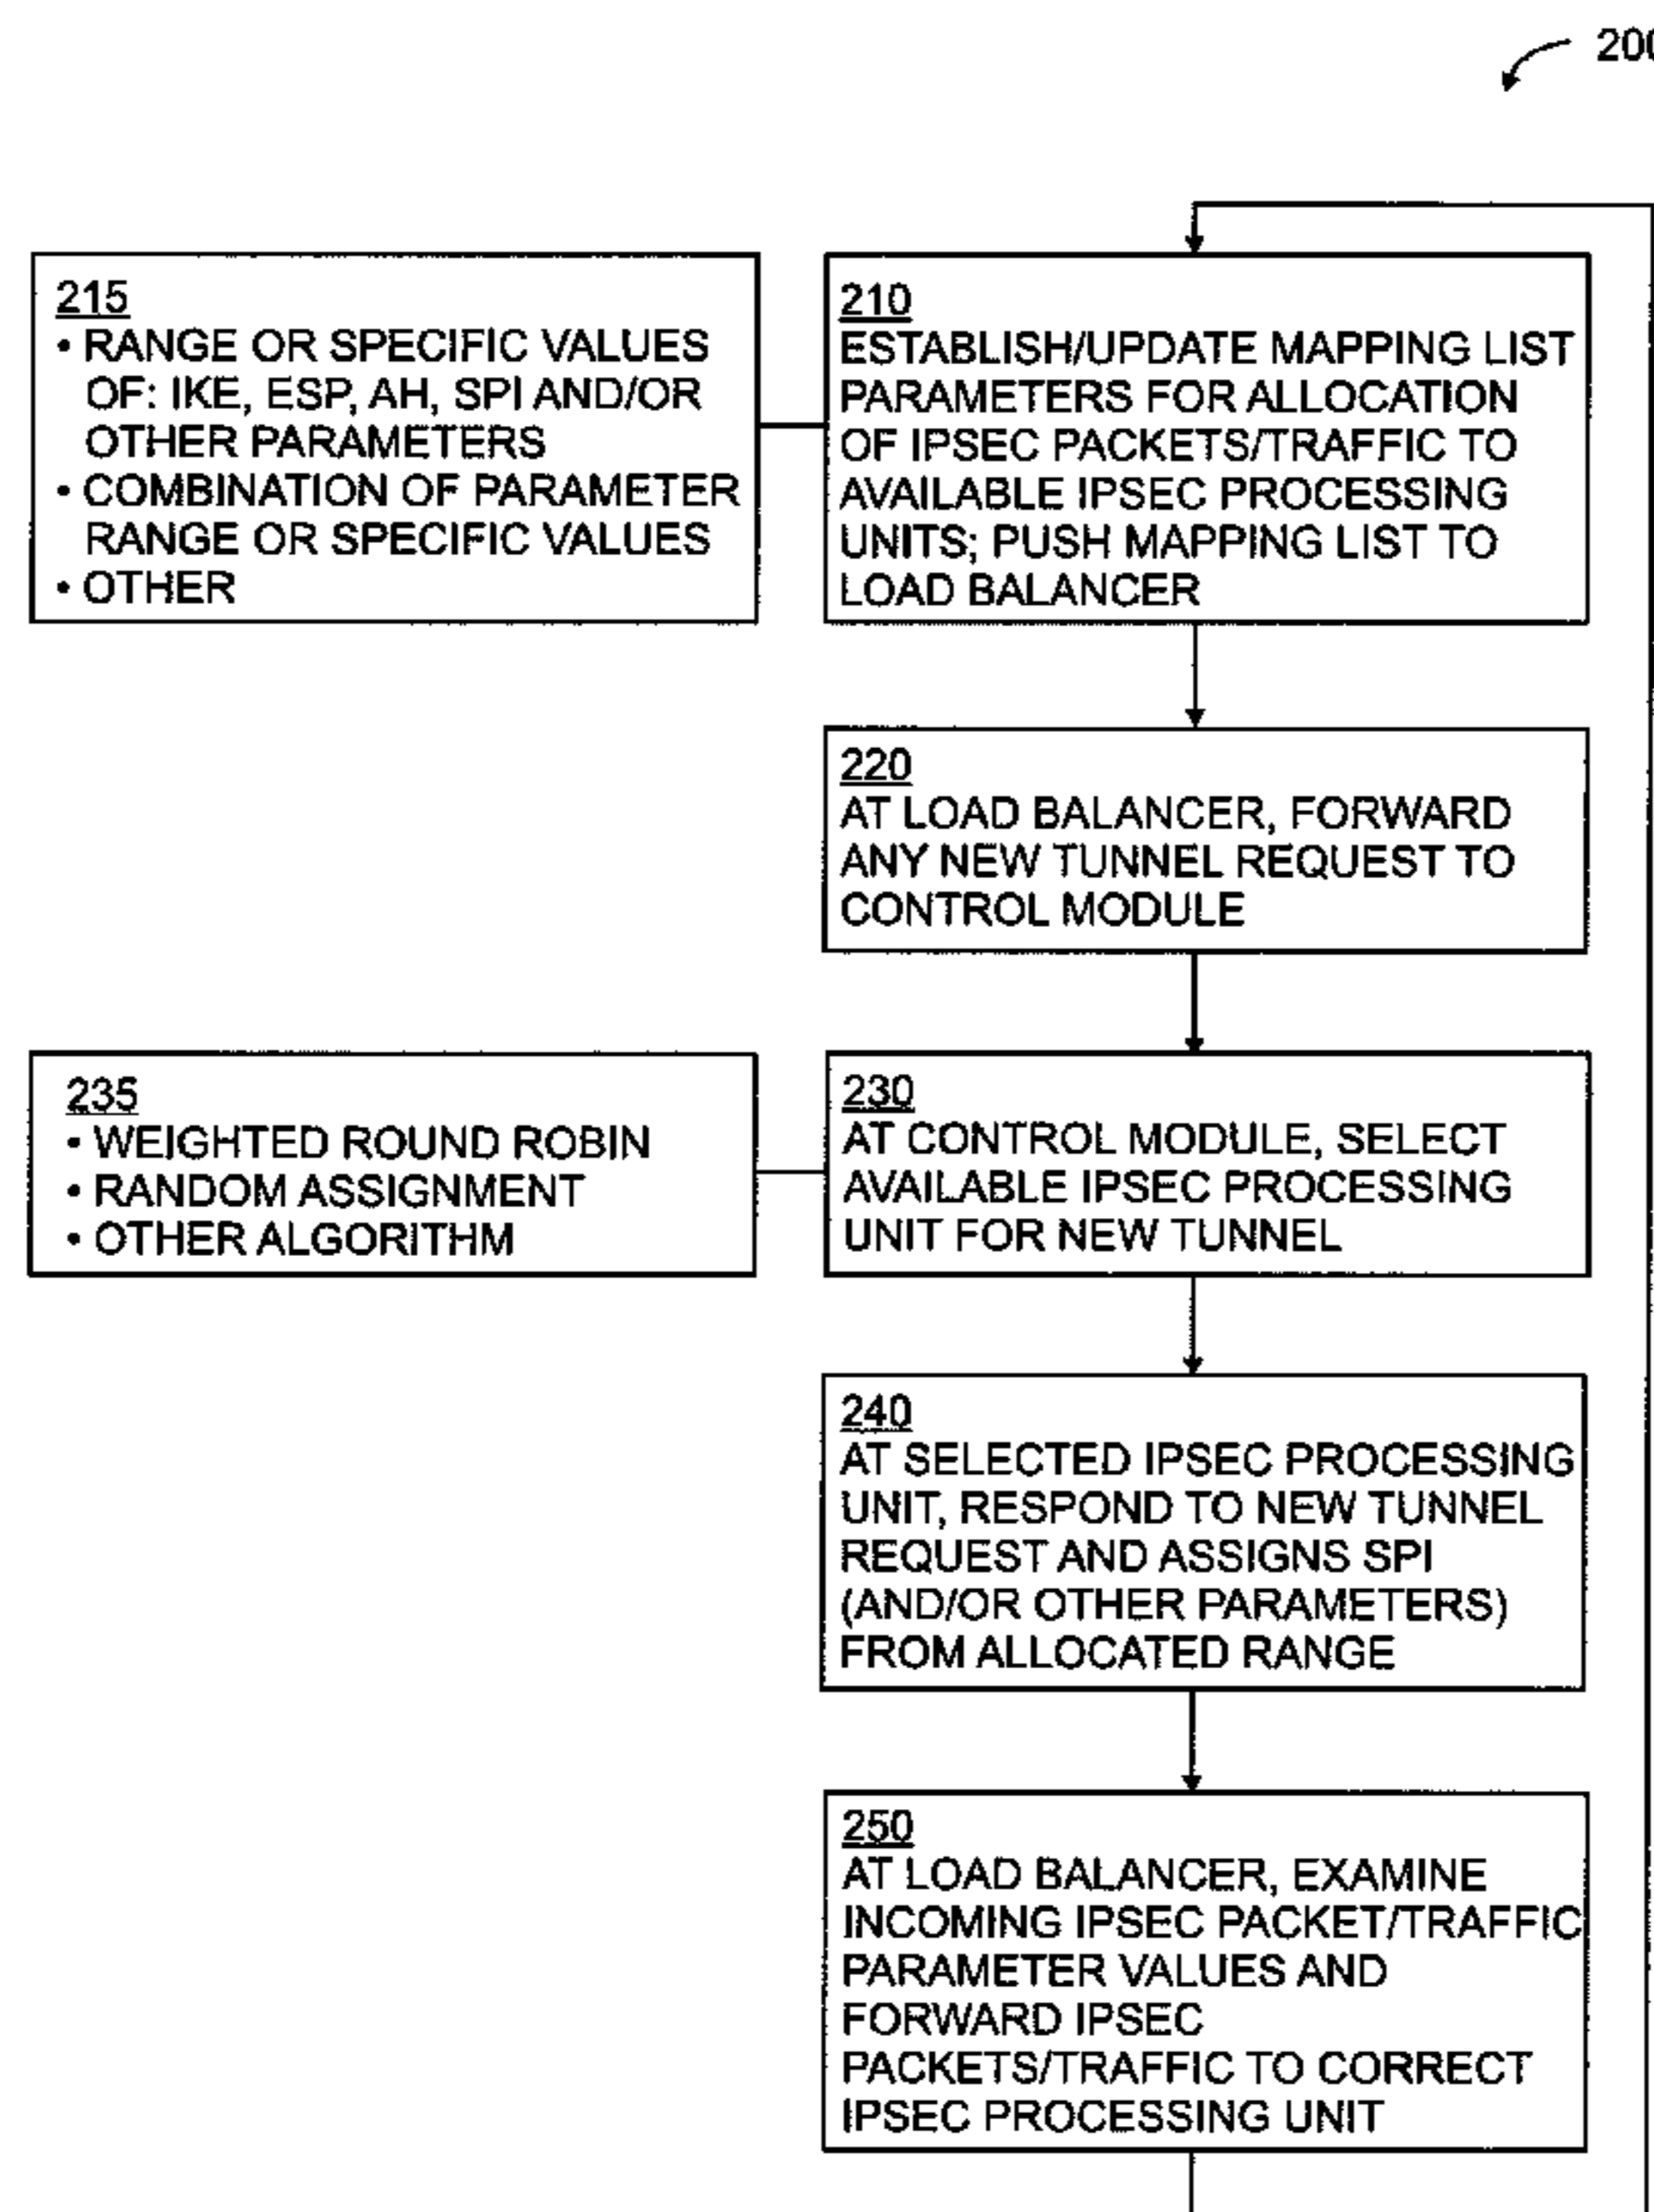 200
215
• RANGE OR SPECIFIC VALUES
OF: IKE, ESP, AH, SPI AND/OR
OTHER PARAMETERS
• COMBINATION OF PARAMETER
RANGE OR SPECIFIC VALUES
• OTHER
210
ESTABLISH/UPDATE MAPPING LIST
PARAMETERS FOR ALLOCATION
OF IPSEC PACKETS/TRAFFIC TO
AVAILABLE IPSEC PROCESSING
UNITS; PUSH MAPPING LIST TO
LOAD BALANCER
220
AT LOAD BALANCER, FORWARD
ANY NEW TUNNEL REQUEST TO
CONTROL MODULE
235
• WEIGHTED ROUND ROBIN
• RANDOM ASSIGNMENT
• OTHER ALGORITHM
230
AT CONTROL MODULE, SELECT
AVAILABLE IPSEC PROCESSING
UNIT FOR NEW TUNNEL
240
AT SELECTED IPSEC PROCESSING
UNIT, RESPOND TO NEW TUNNEL
REQUEST AND ASSIGNS SPI
(AND/OR OTHER PARAMETERS)
FROM ALLOCATED RANGE
250
AT LOAD BALANCER, EXAMINE
INCOMING IPSEC PACKET/TRAFFIC
PARAMETER VALUES AND
FORWARD IPSEC
PACKETS/TRAFFIC TO CORRECT
IPSEC PROCESSING UNIT